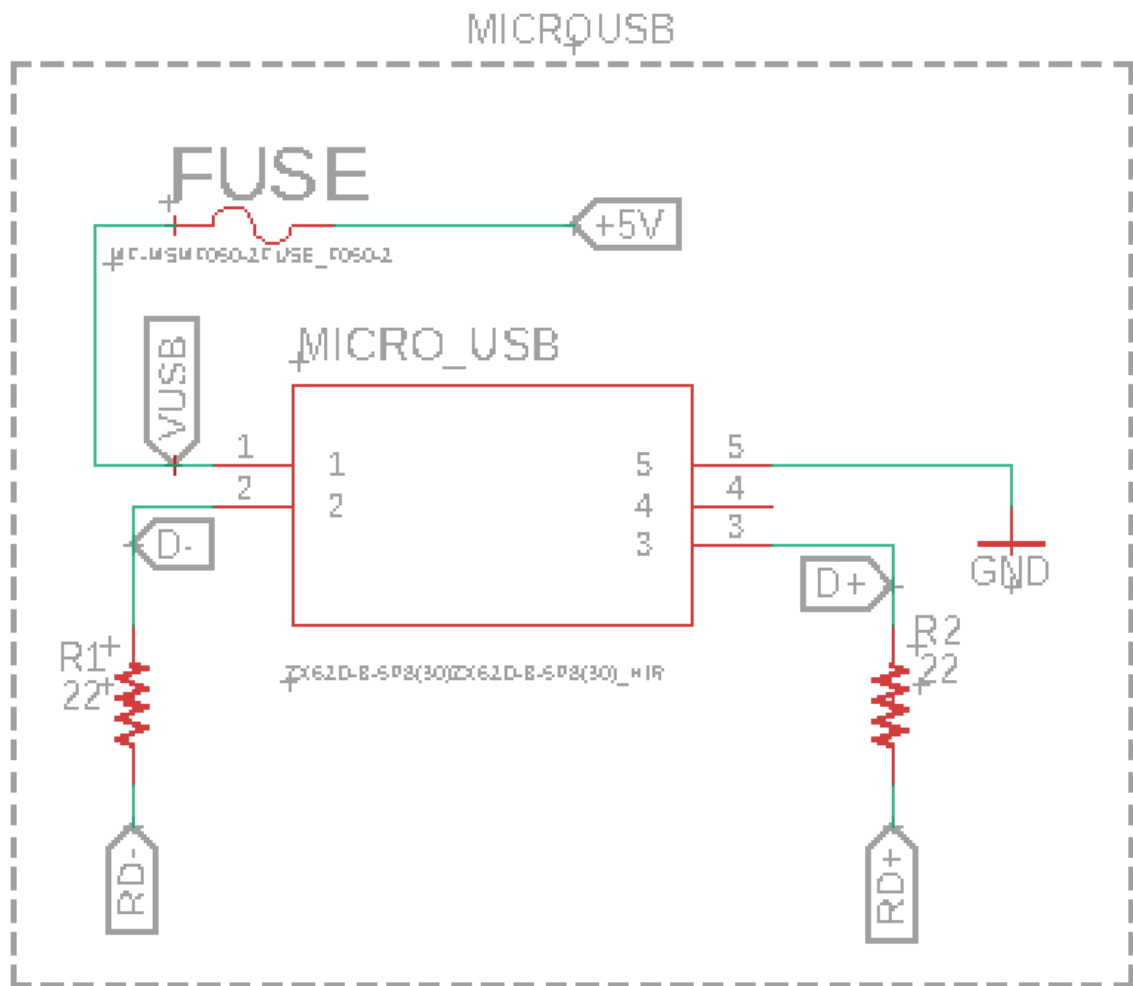 MICROUSB
FUSE
+5V
VUSB
MICRO_USB
1
1
5
5
2
2
4
4
3
3
D-
D+
GND
R1
22
R2
22
RD-
RD+